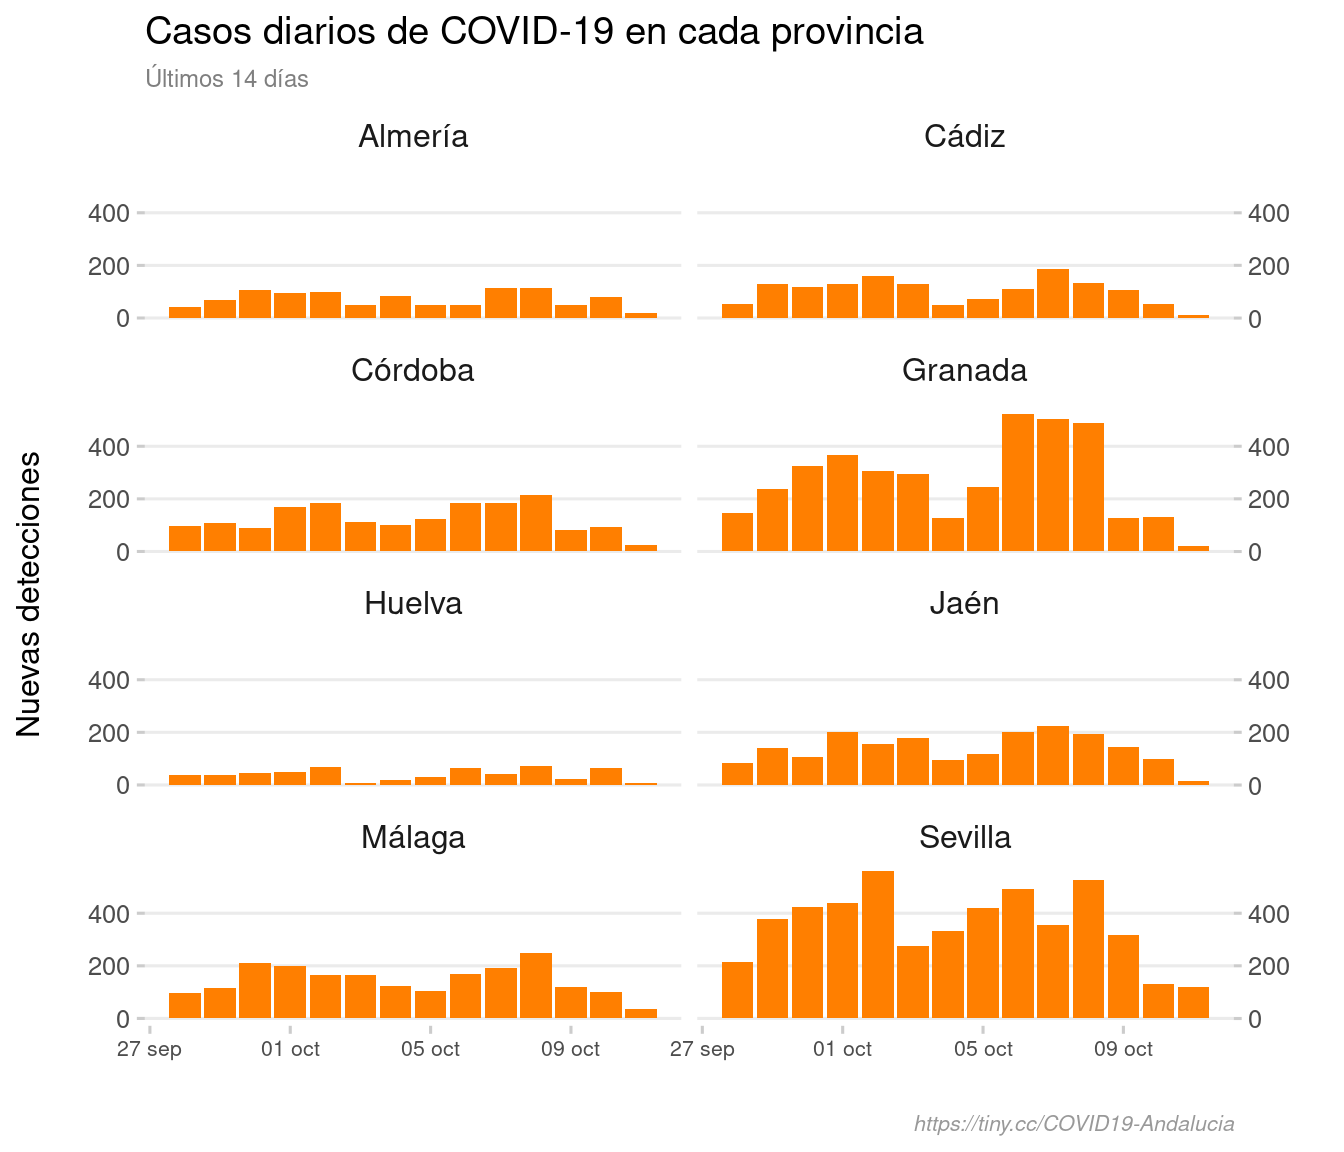 Casos diarios de COVID-19 en cada provincia
Últimos 14 días
Nuevas detecciones
Almería
Cádiz
400
200
0
400
200
0
Córdoba
Granada
400
200
0
400
200
0
Huelva
Jaén
400
200
0
400
200
0
Málaga
Sevilla
400
200
0
400
200
0
27 sep 01 oct 05 oct 09 oct
27 sep 01 oct 05 oct 09 oct
https://tiny.cc/COVID19-Andalucia